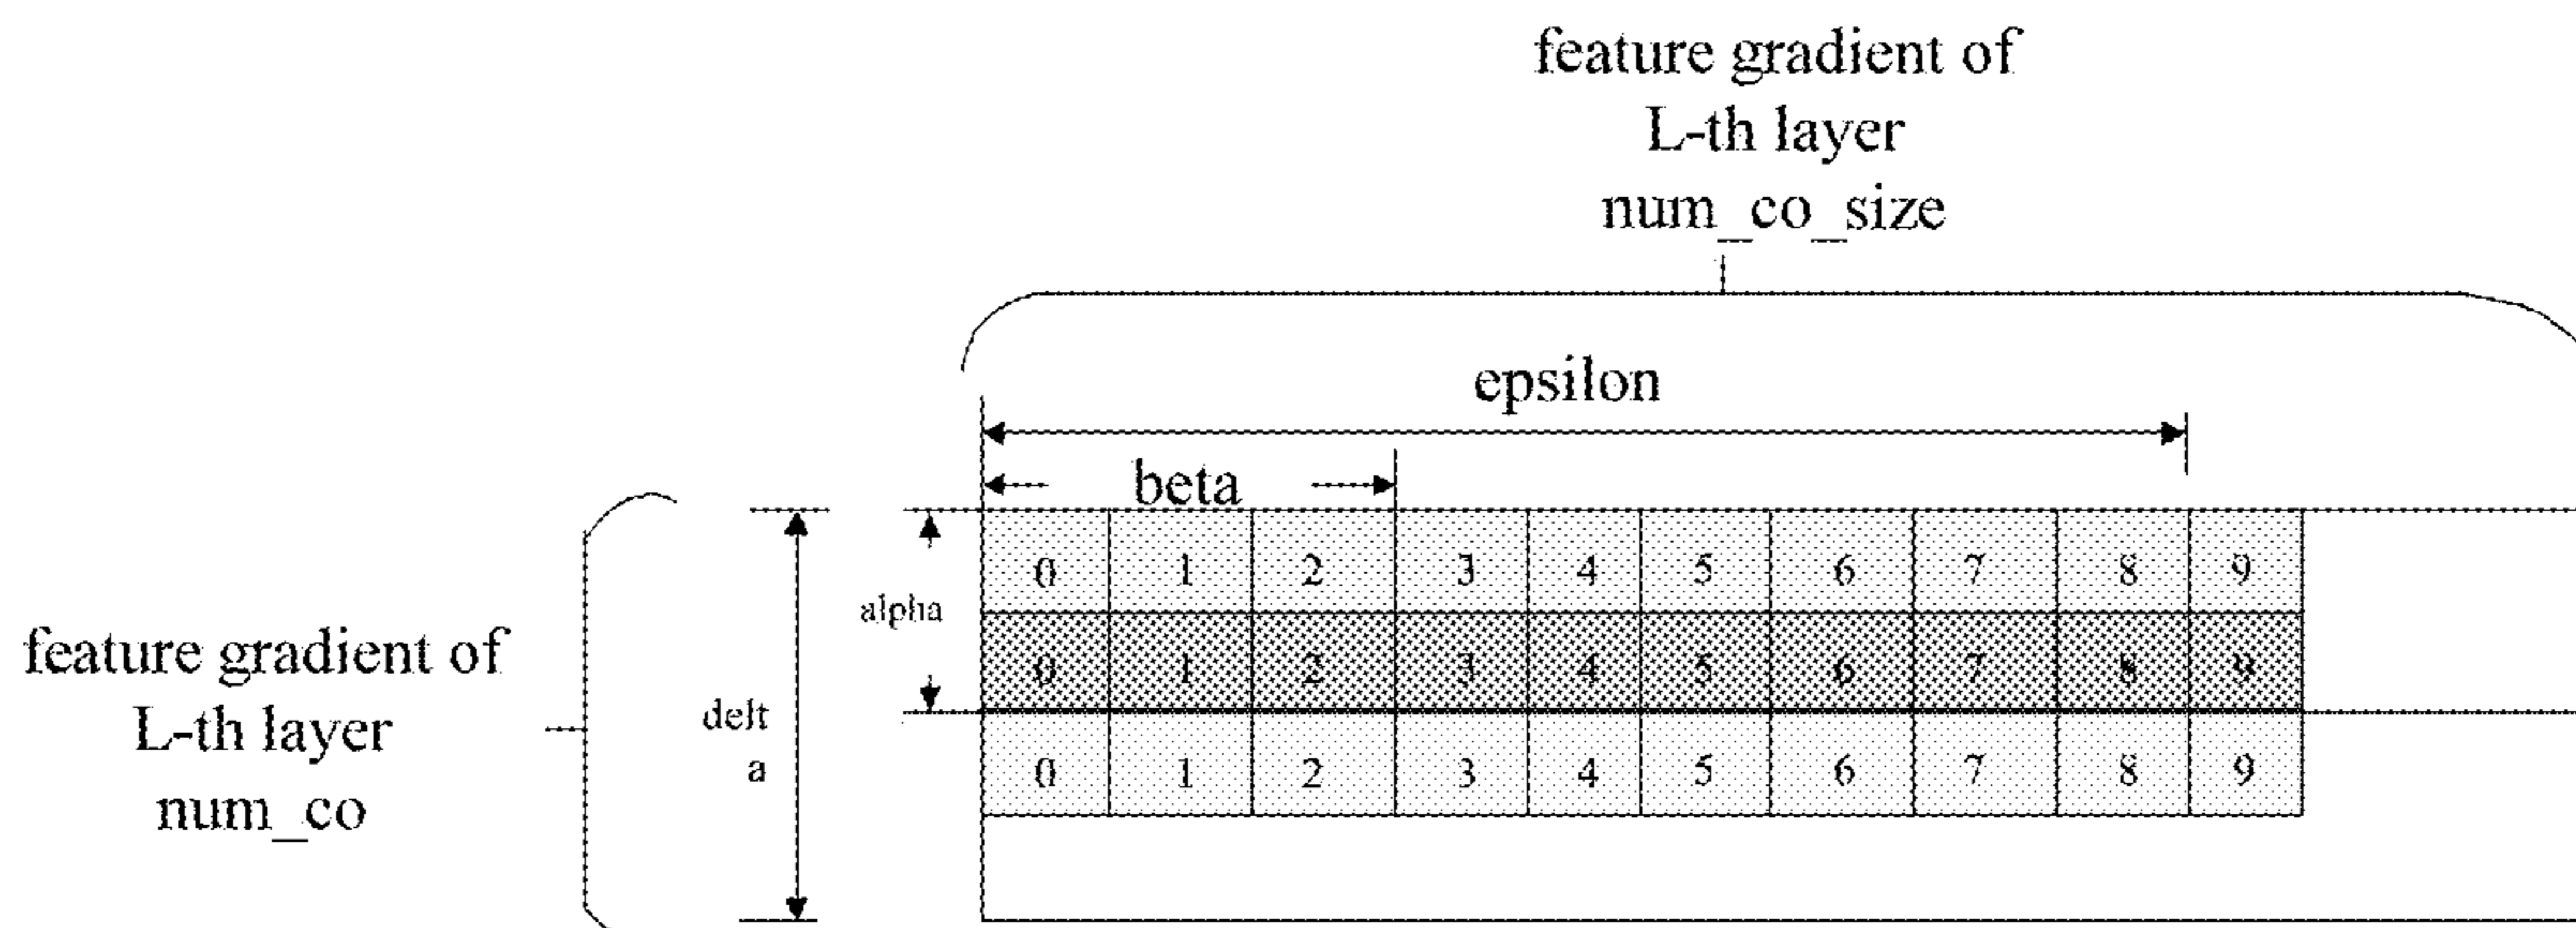 feature gradient of
L-th layer
num_co_size
epsilon
beta
alpha
delt
a
feature gradient of
L-th layer
num_co
0 1 2 3 4 5 6 7 8 9
0 1 2 3 4 5 6 7 8 9
0 1 2 3 4 5 6 7 8 9